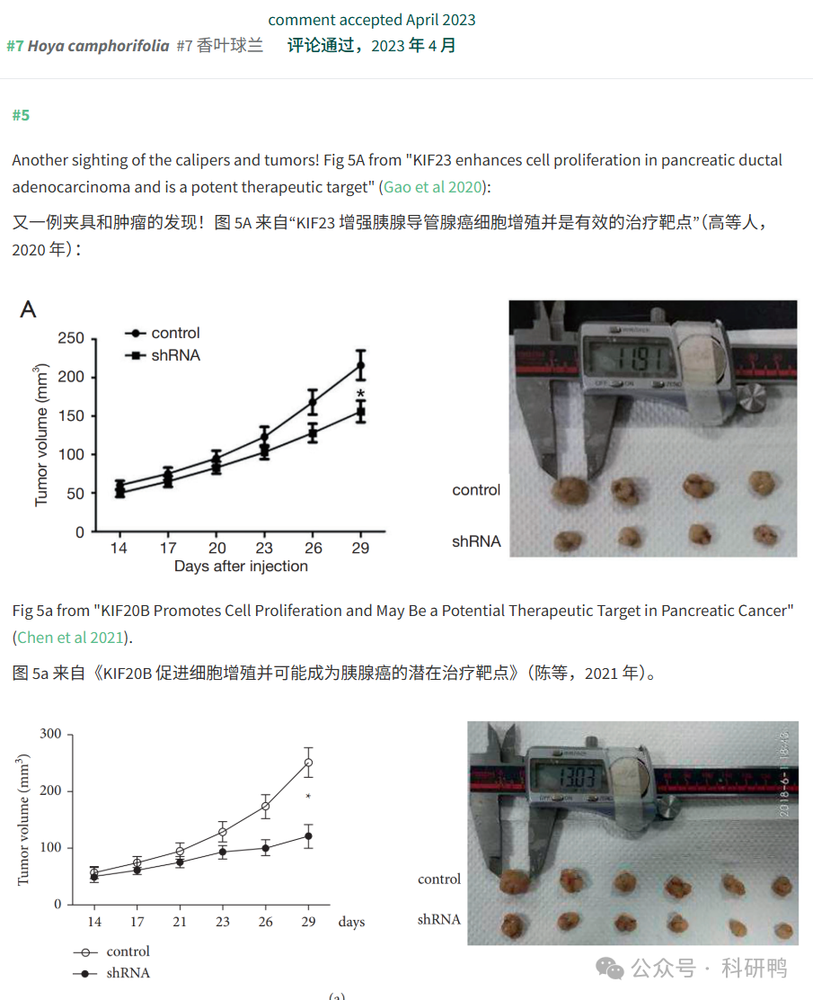 comment accepted April 2023
#7 Hoya camphorifolia #7 香叶球兰 评论通过，2023 年 4 月
#5
Another sighting of the calipers and tumors! Fig 5A from "KIF23 enhances cell proliferation in pancreatic ductal
adenocarcinoma and is a potent therapeutic target" (Gao et al 2020):
又一例夹具和肿瘤的发现！图 5A 来自“KIF23 增强胰腺导管腺癌细胞增殖并是有效的治疗靶点”（高等人，
2020 年）：
A
control
shRNA
Tumor volume (mm³)
250
200
150
100
50
0
*
14 17 20 23 26 29
Days after injection
11.91
OFF ON ZERO
control
shRNA
Fig 5a from "KIF20B Promotes Cell Proliferation and May Be a Potential Therapeutic Target in Pancreatic Cancer"
(Chen et al 2021).
图 5a 来自《KIF20B 促进细胞增殖并可能成为胰腺癌的潜在治疗靶点》（陈等，2021 年）。
Tumor volume (mm³)
300
200
100
0
*
14 17 21 23 26 29 days
control
shRNA
13.03
OFF ON
2018-6-1 18:43
control
shRNA
公众号 · 科研鸭
(a)